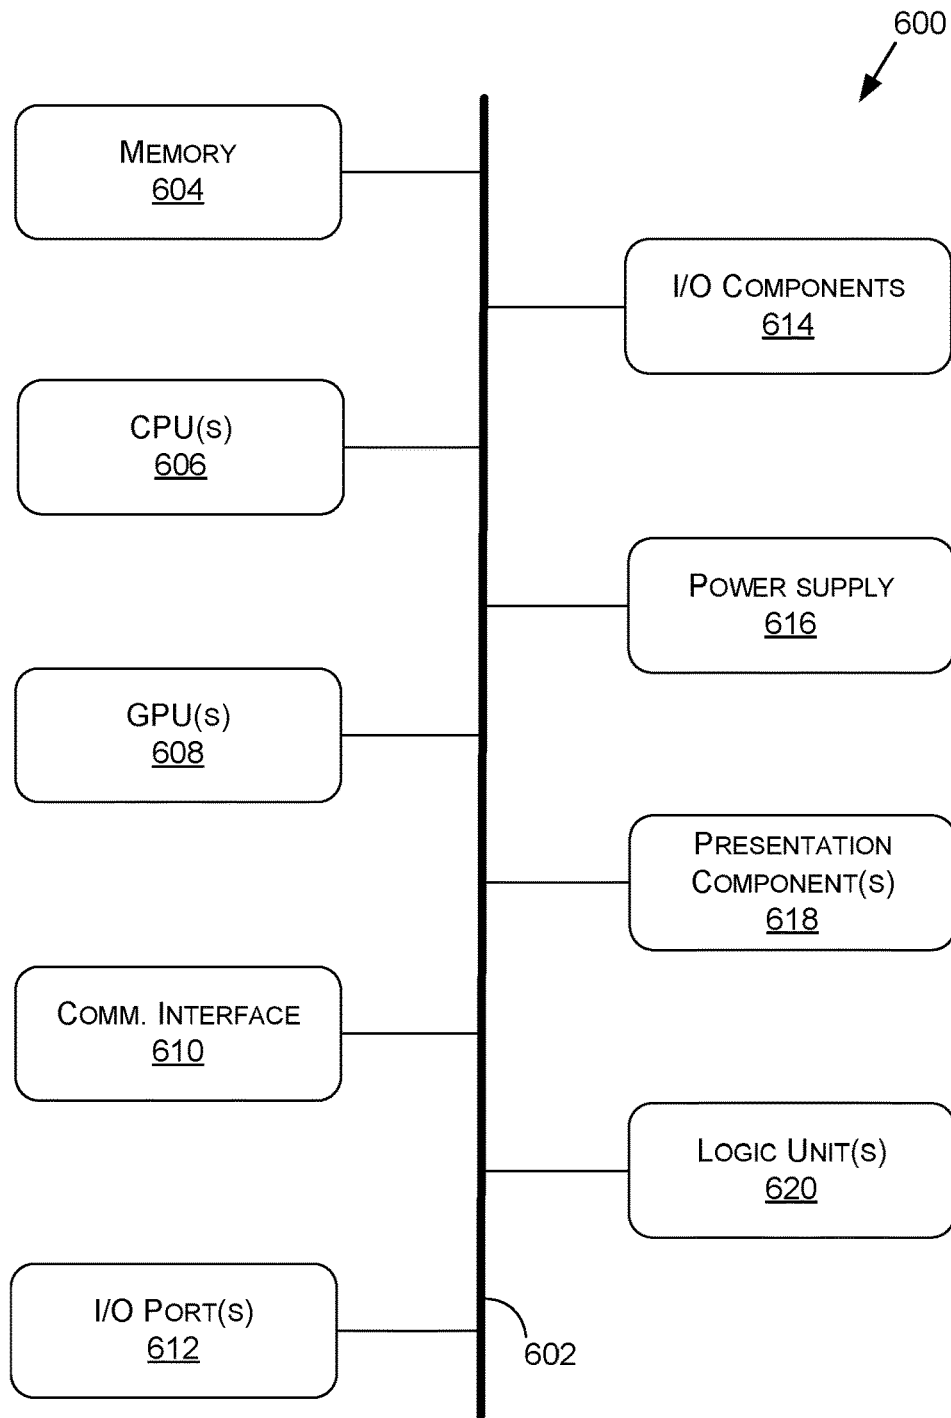 600
MEMORY
604
I/O COMPONENTS
614
CPU(S)
606
POWER SUPPLY
616
GPU(S)
608
PRESENTATION
COMPONENT(S)
618
COMM. INTERFACE
610
LOGIC UNIT(S)
620
I/O PORT(S)
612
602